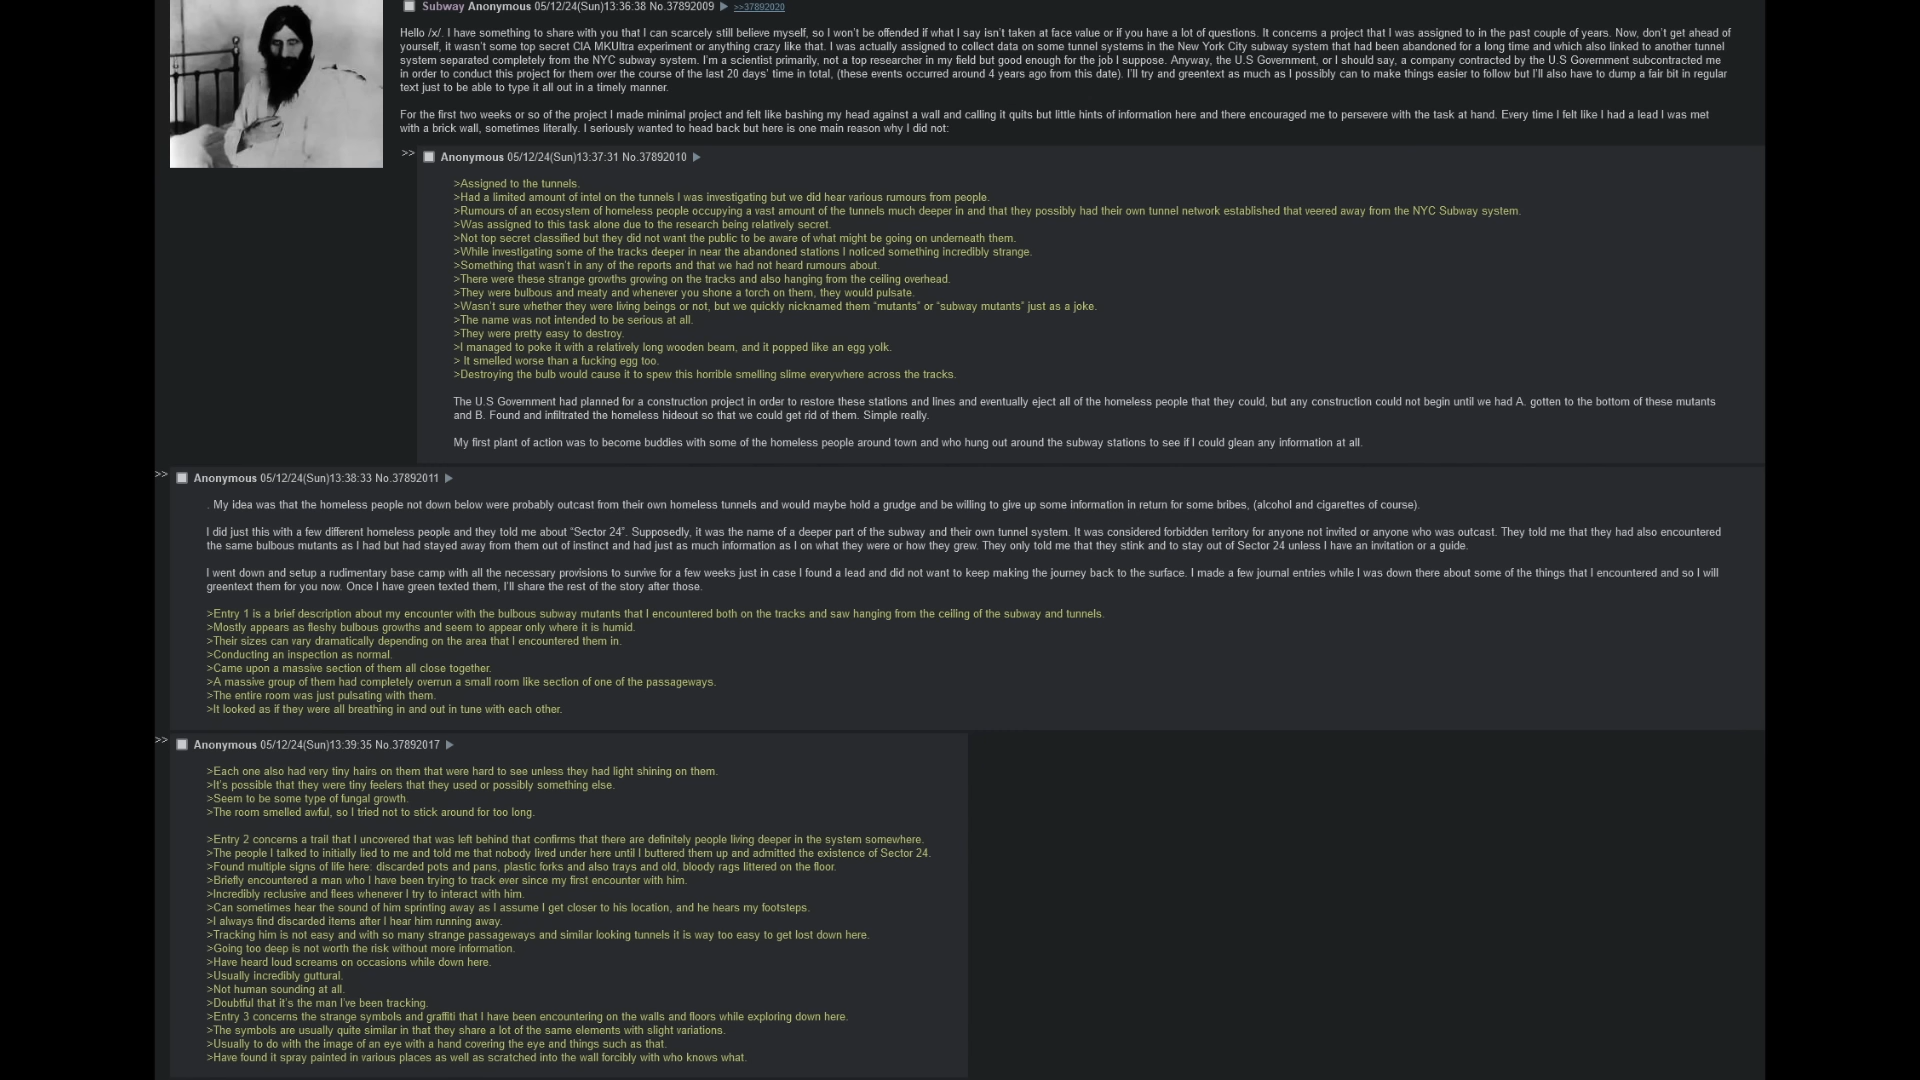 Subway Anonymous 05/12/24(Sun)13:36:38 No.37892009 ▶ >>37892020
Hello /x/. I have something to share with you that I can scarcely still believe myself, so I won't be offended if what I say isn't taken at face value or if you have a lot of questions. It concerns a project that I was assigned to in the past couple of years. Now, don't get ahead of
yourself, it wasn't some top secret CIA MKUltra experiment or anything crazy like that. I was actually assigned to collect data on some tunnel systems in the New York City subway system that had been abandoned for a long time and which also linked to another tunnel
system separated completely from the NYC subway system. I'm a scientist primarily, not a top researcher in my field but good enough for the job I suppose. Anyway, the U.S Government, or I should say, a company contracted by the U.S Government subcontracted me
in order to conduct this project for them over the course of the last 20 days' time in total, (these events occurred around 4 years ago from this date). I'll try and greentext as much as I possibly can to make things easier to follow but I'll also have to dump a fair bit in regular
text just to be able to type it all out in a timely manner.
For the first two weeks or so of the project I made minimal project and felt like bashing my head against a wall and calling it quits but little hints of information here and there encouraged me to persevere with the task at hand. Every time I felt like I had a lead I was met
with a brick wall, sometimes literally. I seriously wanted to head back but here is one main reason why I did not:
>> Anonymous 05/12/24(Sun)13:37:31 No.37892010 ▶
>Assigned to the tunnels.
>Had a limited amount of intel on the tunnels I was investigating but we did hear various rumours from people.
>Rumours of an ecosystem of homeless people occupying a vast amount of the tunnels much deeper in and that they possibly had their own tunnel network established that veered away from the NYC Subway system.
>Was assigned to this task alone due to the research being relatively secret.
>Not top secret classified but they did not want the public to be aware of what might be going on underneath them.
>While investigating some of the tracks deeper in near the abandoned stations I noticed something incredibly strange.
>Something that wasn't in any of the reports and that we had not heard rumours about.
>There were these strange growths growing on the tracks and also hanging from the ceiling overhead.
>They were bulbous and meaty and whenever you shone a torch on them, they would pulsate.
>Wasn't sure whether they were living beings or not, but we quickly nicknamed them “mutants” or “subway mutants” just as a joke.
>The name was not intended to be serious at all.
>They were pretty easy to destroy.
>I managed to poke it with a relatively long wooden beam, and it popped like an egg yolk.
> It smelled worse than a fucking egg too.
>Destroying the bulb would cause it to spew this horrible smelling slime everywhere across the tracks.
The U.S Government had planned for a construction project in order to restore these stations and lines and eventually eject all of the homeless people that they could, but any construction could not begin until we had A. gotten to the bottom of these mutants
and B. Found and infiltrated the homeless hideout so that we could get rid of them. Simple really.
My first plant of action was to become buddies with some of the homeless people around town and who hung out around the subway stations to see if I could glean any information at all.
>> Anonymous 05/12/24(Sun)13:38:33 No.37892011 ▶
. My idea was that the homeless people not down below were probably outcast from their own homeless tunnels and would maybe hold a grudge and be willing to give up some information in return for some bribes, (alcohol and cigarettes of course).
I did just this with a few different homeless people and they told me about “Sector 24”. Supposedly, it was the name of a deeper part of the subway and their own tunnel system. It was considered forbidden territory for anyone not invited or anyone who was outcast. They told me that they had also encountered
the same bulbous mutants as I had but had stayed away from them out of instinct and had just as much information as I on what they were or how they grew. They only told me that they stink and to stay out of Sector 24 unless I have an invitation or a guide.
I went down and setup a rudimentary base camp with all the necessary provisions to survive for a few weeks just in case I found a lead and did not want to keep making the journey back to the surface. I made a few journal entries while I was down there about some of the things that I encountered and so I will
greentext them for you now. Once I have green texted them, I'll share the rest of the story after those.
>Entry 1 is a brief description about my encounter with the bulbous subway mutants that I encountered both on the tracks and saw hanging from the ceiling of the subway and tunnels.
>Mostly appears as fleshy bulbous growths and seem to appear only where it is humid.
>Their sizes can vary dramatically depending on the area that I encountered them in.
>Conducting an inspection as normal.
>Came upon a massive section of them all close together.
>A massive group of them had completely overrun a small room like section of one of the passageways.
>The entire room was just pulsating with them.
>It looked as if they were all breathing in and out in tune with each other.
>> Anonymous 05/12/24(Sun)13:39:35 No.37892017 ▶
>Each one also had very tiny hairs on them that were hard to see unless they had light shining on them.
>It's possible that they were tiny feelers that they used or possibly something else.
>Seem to be some type of fungal growth.
>The room smelled awful, so I tried not to stick around for too long.
>Entry 2 concerns a trail that I uncovered that was left behind that confirms that there are definitely people living deeper in the system somewhere.
>The people I talked to initially lied to me and told me that nobody lived under here until I buttered them up and admitted the existence of Sector 24.
>Found multiple signs of life here: discarded pots and pans, plastic forks and also trays and old, bloody rags littered on the floor.
>Briefly encountered a man who I have been trying to track ever since my first encounter with him.
>Incredibly reclusive and flees whenever I try to interact with him.
>Can sometimes hear the sound of him sprinting away as I assume I get closer to his location, and he hears my footsteps.
>I always find discarded items after I hear him running away.
>Tracking him is not easy and with so many strange passageways and similar looking tunnels it is way too easy to get lost down here.
>Going too deep is not worth the risk without more information.
>Have heard loud screams on occasions while down here.
>Usually incredibly guttural.
>Not human sounding at all.
>Doubtful that it's the man I've been tracking.
>Entry 3 concerns the strange symbols and graffiti that I have been encountering on the walls and floors while exploring down here.
>The symbols are usually quite similar in that they share a lot of the same elements with slight variations.
>Usually to do with the image of an eye with a hand covering the eye and things such as that.
>Have found it spray painted in various places as well as scratched into the wall forcibly with who knows what.